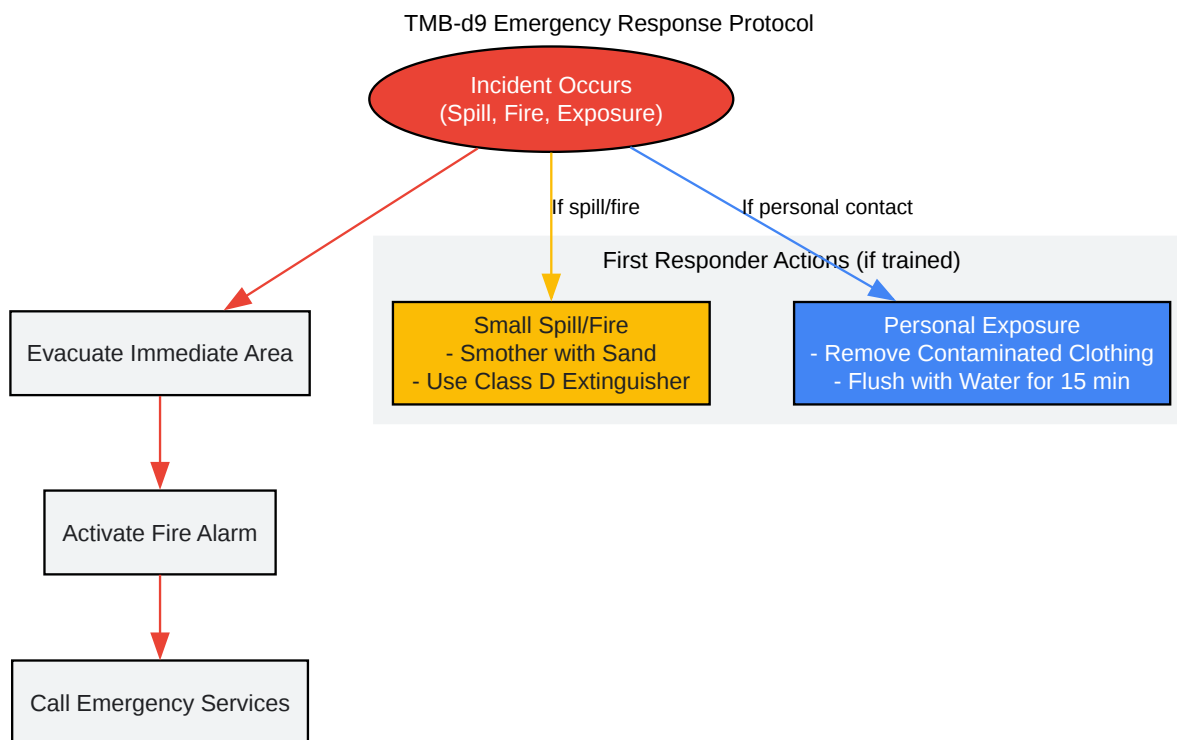 TMB-d9 Emergency Response Protocol
Incident Occurs
(Spill, Fire, Exposure)
If spill/fire
If personal contact
First Responder Actions (if trained)
Evacuate Immediate Area
Small Spill/Fire
- Smother with Sand
- Use Class D Extinguisher
Personal Exposure
- Remove Contaminated Clothing
- Flush with Water for 15 min
Activate Fire Alarm
Call Emergency Services